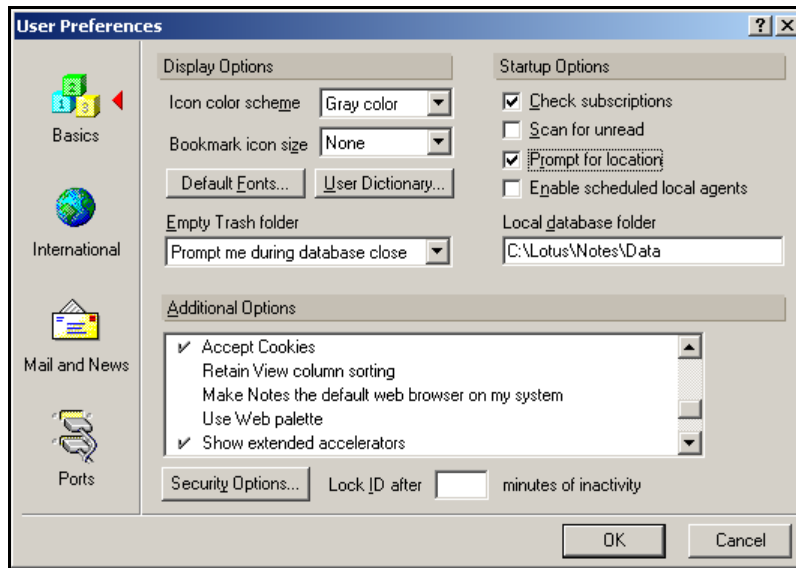 User Preferences
Basics
International
Mail and News
Ports
Display Options
Icon color scheme Gray color
Bookmark icon size None
Default Fonts... User Dictionary...
Empty Trash folder
Prompt me during database close
Startup Options
Check subscriptions
Scan for unread
Prompt for location
Enable scheduled local agents
Local database folder
C:\Lotus\Notes\Data
Additional Options
Accept Cookies
Retain View column sorting
Make Notes the default web browser on my system
Use Web palette
Show extended accelerators
Security Options... Lock ID after minutes of inactivity
OK Cancel